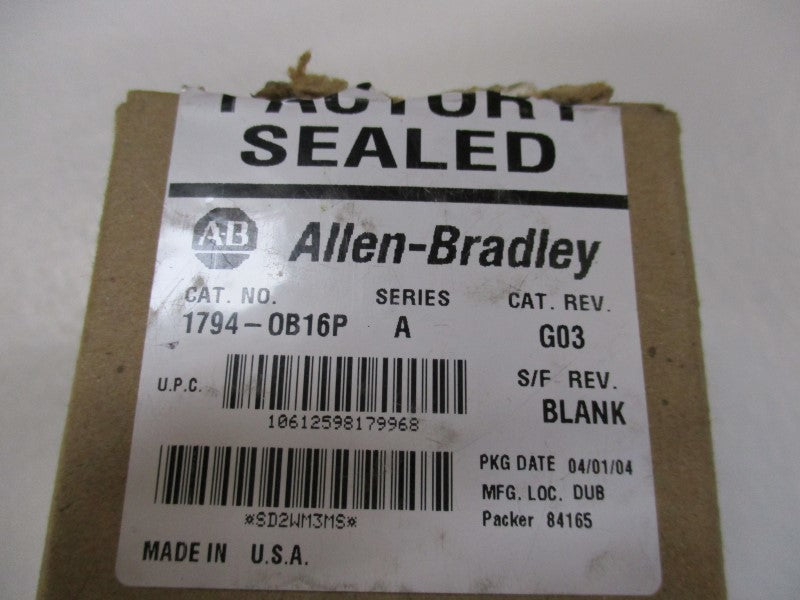 FACTORY
SEALED
A-B Allen-Bradley
CAT. NO. SERIES CAT. REV.
1794-OB16P A G03
U.P.C. S/F REV.
10612598179968 BLANK
PKG DATE 04/01/04
MFG. LOC. DUB
*SD2WM3MS* Packer 84165
MADE IN U.S.A.